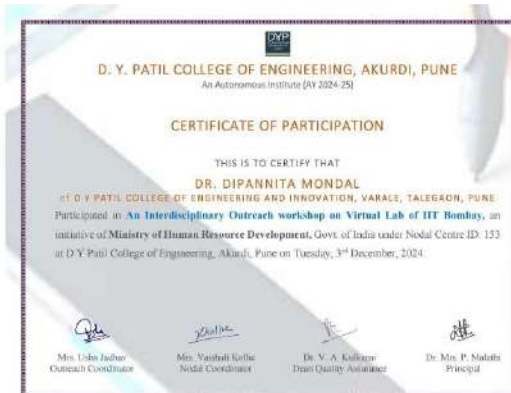 DYP
D. Y. PATIL COLLEGE OF ENGINEERING, AKURDI, PUNE
An Autonomous Institute (AY 2024-25)
CERTIFICATE OF PARTICIPATION
THIS IS TO CERTIFY THAT
DR. DIPANNITA MONDAL
of D Y PATIL COLLEGE OF ENGINEERING AND INNOVATION, VARALE, TALEGAON, PUNE
Participated in An Interdisciplinary Outreach workshop on Virtual Lab of IIT Bombay, an
initiative of Ministry of Human Resource Development, Govt. of India under Nodal Centre ID: 153
at D Y Patil College of Engineering, Akurdi, Pune on Tuesday, 3rd December, 2024
Mrs. Usha Jadhav Mrs. Vaishali Kolhe Dr. V. A. Kulkarni Dr. Mrs. P. Malathi
Outreach Coordinator Nodal Coordinator Dean Quality Assurance Principal